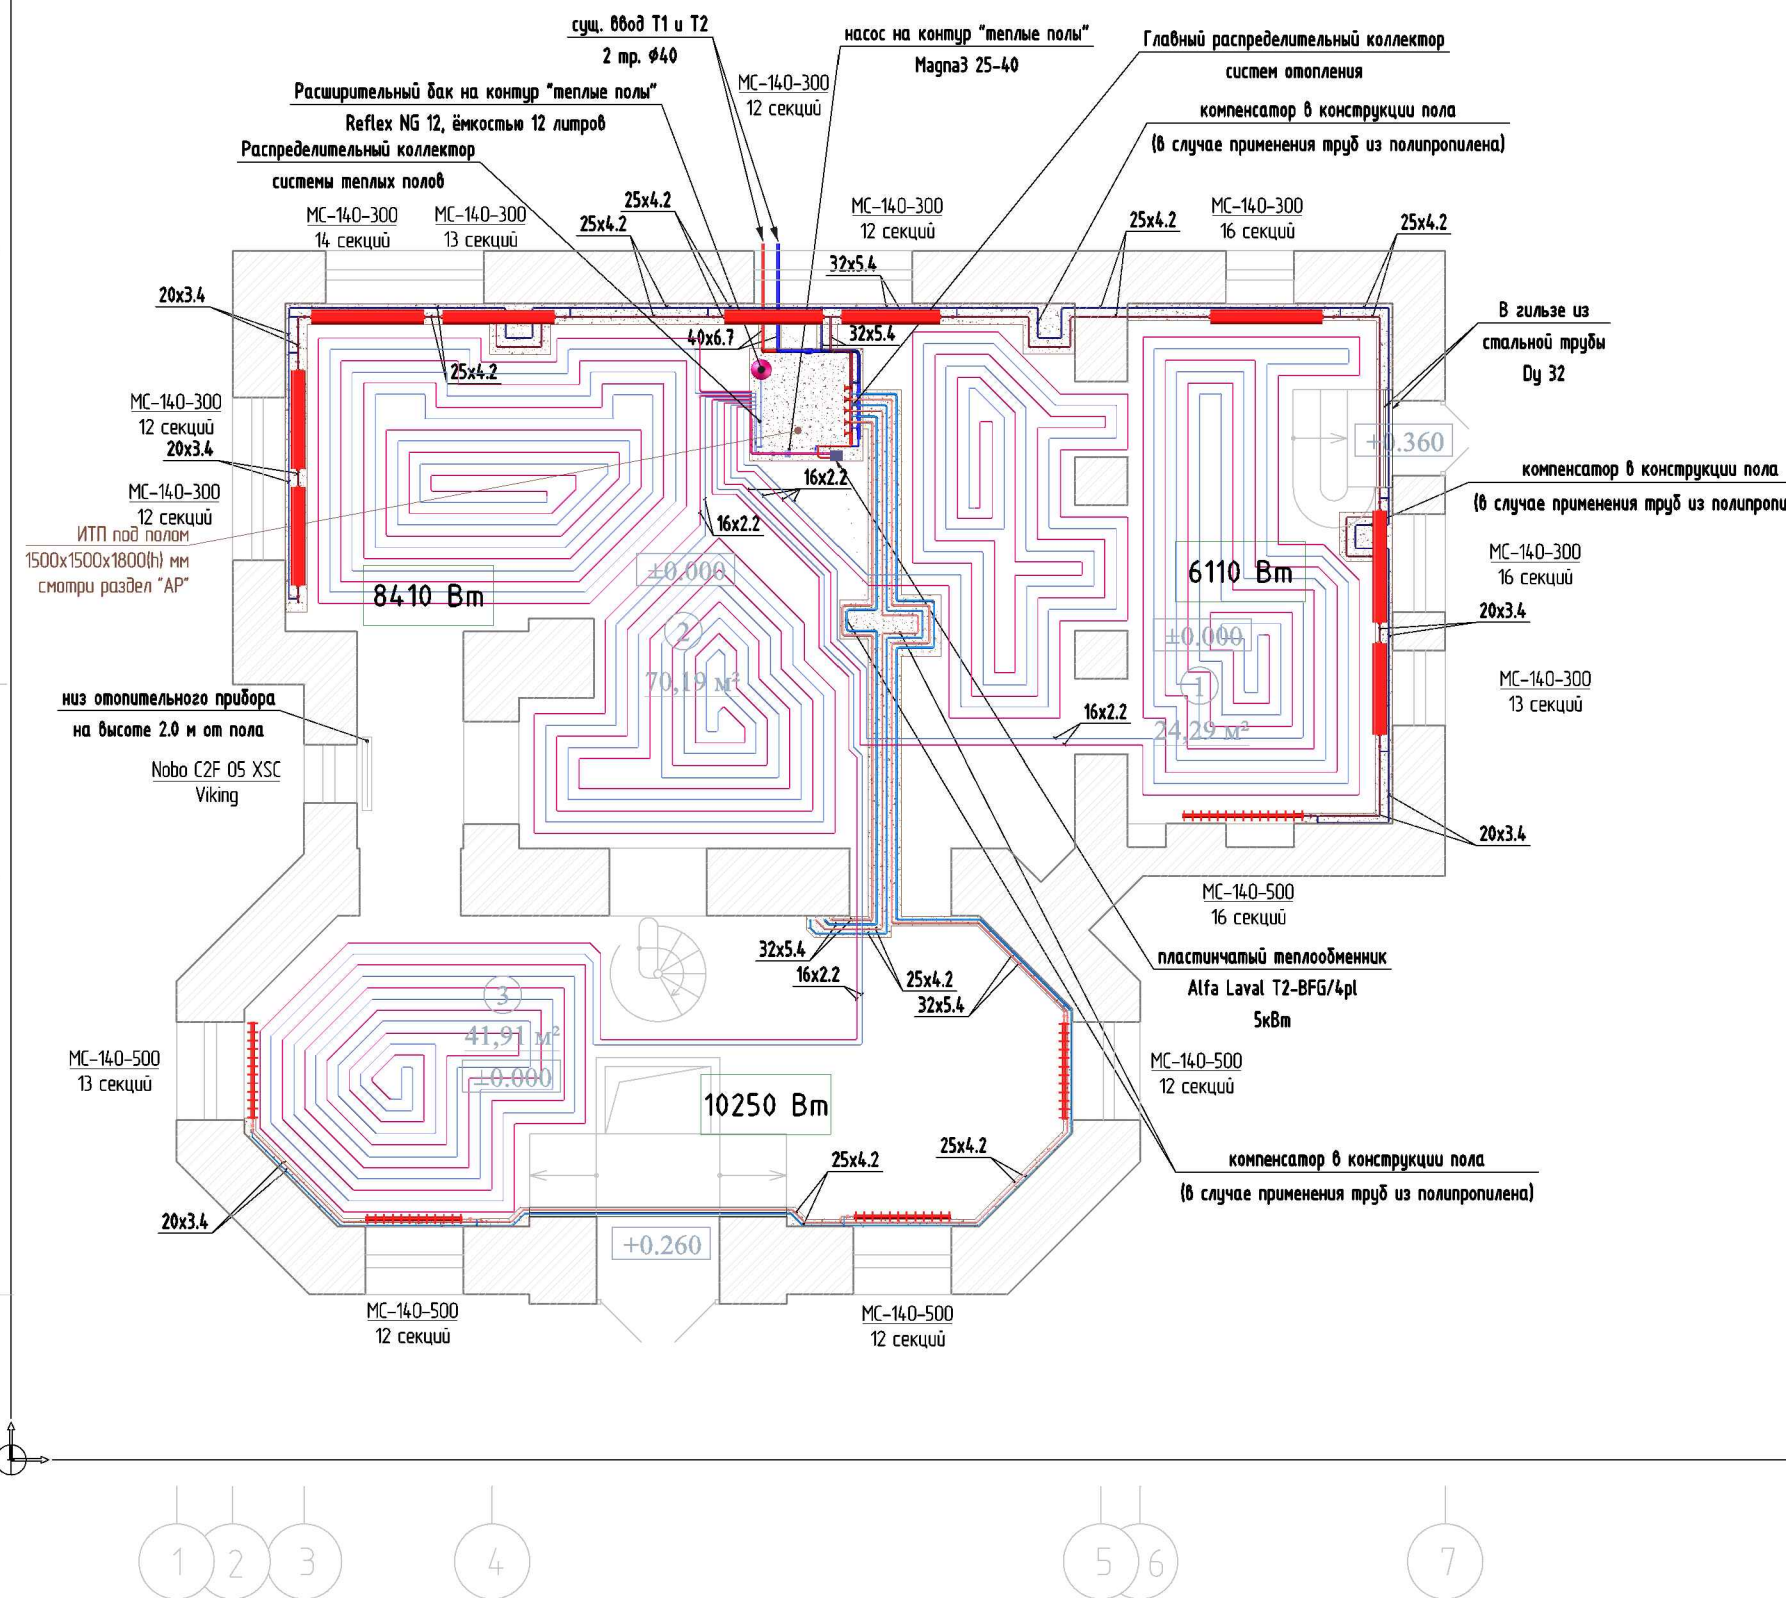 сущ. ввод Т1 и Т2
2 тр. ϕ40
насос на контур "теплые полы"
Magna3 25-40
Главный распределительный коллектор
систем отопления
МС-140-300
12 секций
Расширительный бак на контур "теплые полы"
Reflex NG 12, ёмкостью 12 литров
компенсатор в конструкции пола
(в случае применения труб из полипропилена)
Распределительный коллектор
системы теплых полов
МС-140-300
14 секций
МС-140-300
13 секций
25x4.2
25x4.2
МС-140-300
12 секций
25x4.2
МС-140-300
16 секций
25x4.2
32x5.4
20x3.4
В гильзе из
стальной трубы
Dy 32
40x6.7
32x5.4
25x4.2
МС-140-300
12 секций
20x3.4
+0.360
компенсатор в конструкции пола
(в случае применения труб из полипропи
МС-140-300
12 секций
16x2.2
16x2.2
ИТП под полом
1500x1500x1800(h) мм
смотри раздел "АР"
МС-140-300
16 секций
±0.000
8410 Вт
6110 Вт
20x3.4
2
±0.000
70,19 м²
1
24,29 м²
МС-140-300
13 секций
низ отопительного прибора
на высоте 2.0 м от пола
16x2.2
Nobo C2F 05 XSC
Viking
20x3.4
МС-140-500
16 секций
32x5.4
16x2.2
25x4.2
32x5.4
пластинчатый теплообменник
Alfa Laval T2-BFG/4pl
5кВт
3
41,91 м²
±0.000
МС-140-500
13 секций
МС-140-500
12 секций
10250 Вт
25x4.2
25x4.2
компенсатор в конструкции пола
(в случае применения труб из полипропилена)
20x3.4
+0.260
МС-140-500
12 секций
МС-140-500
12 секций
1
2
3
4
5
6
7